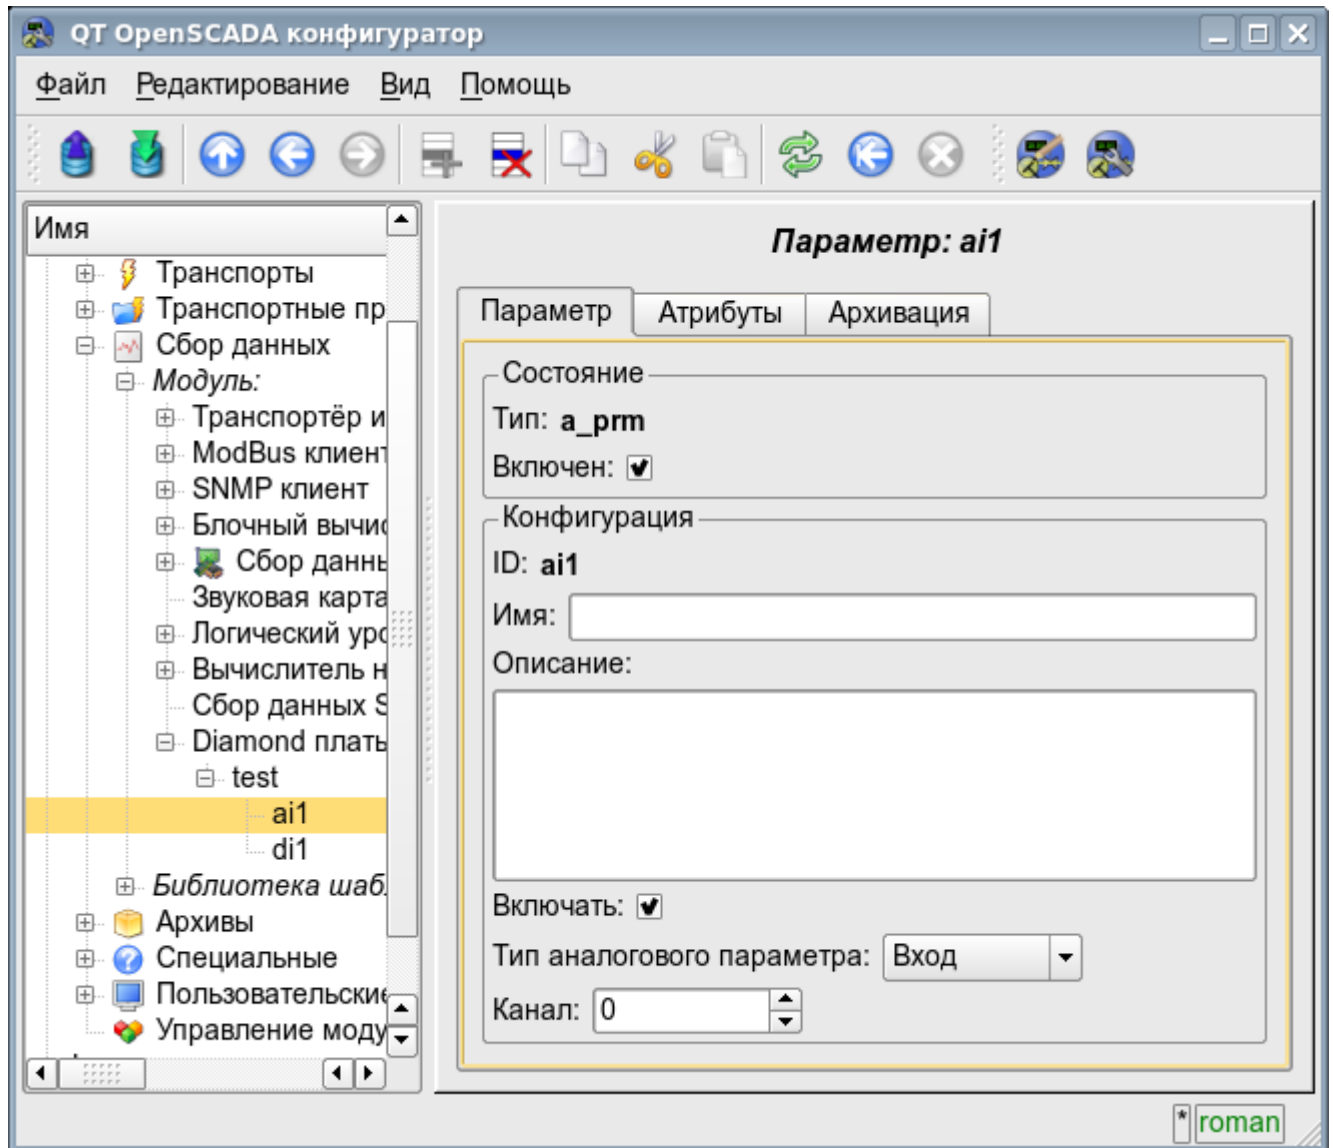 QT OpenSCADA конфигуратор
Файл Редактирование Вид Помощь
Имя
Транспорты
Транспортные пр
Сбор данных
Модуль:
Транспортёр и
ModBus клиент
SNMP клиент
Блочный вычис
Сбор данны
Звуковая карта
Логический уро
Вычислитель н
Сбор данных S
Diamond платы
test
ai1
di1
Библиотека шаб
Архивы
Специальные
Пользовательские
Управление моду
Параметр: ai1
Параметр Атрибуты Архивация
Состояние
Тип: a_prm
Включен:
Конфигурация
ID: ai1
Имя:
Описание:
Включать:
Тип аналогового параметра: Вход
Канал: 0
* roman